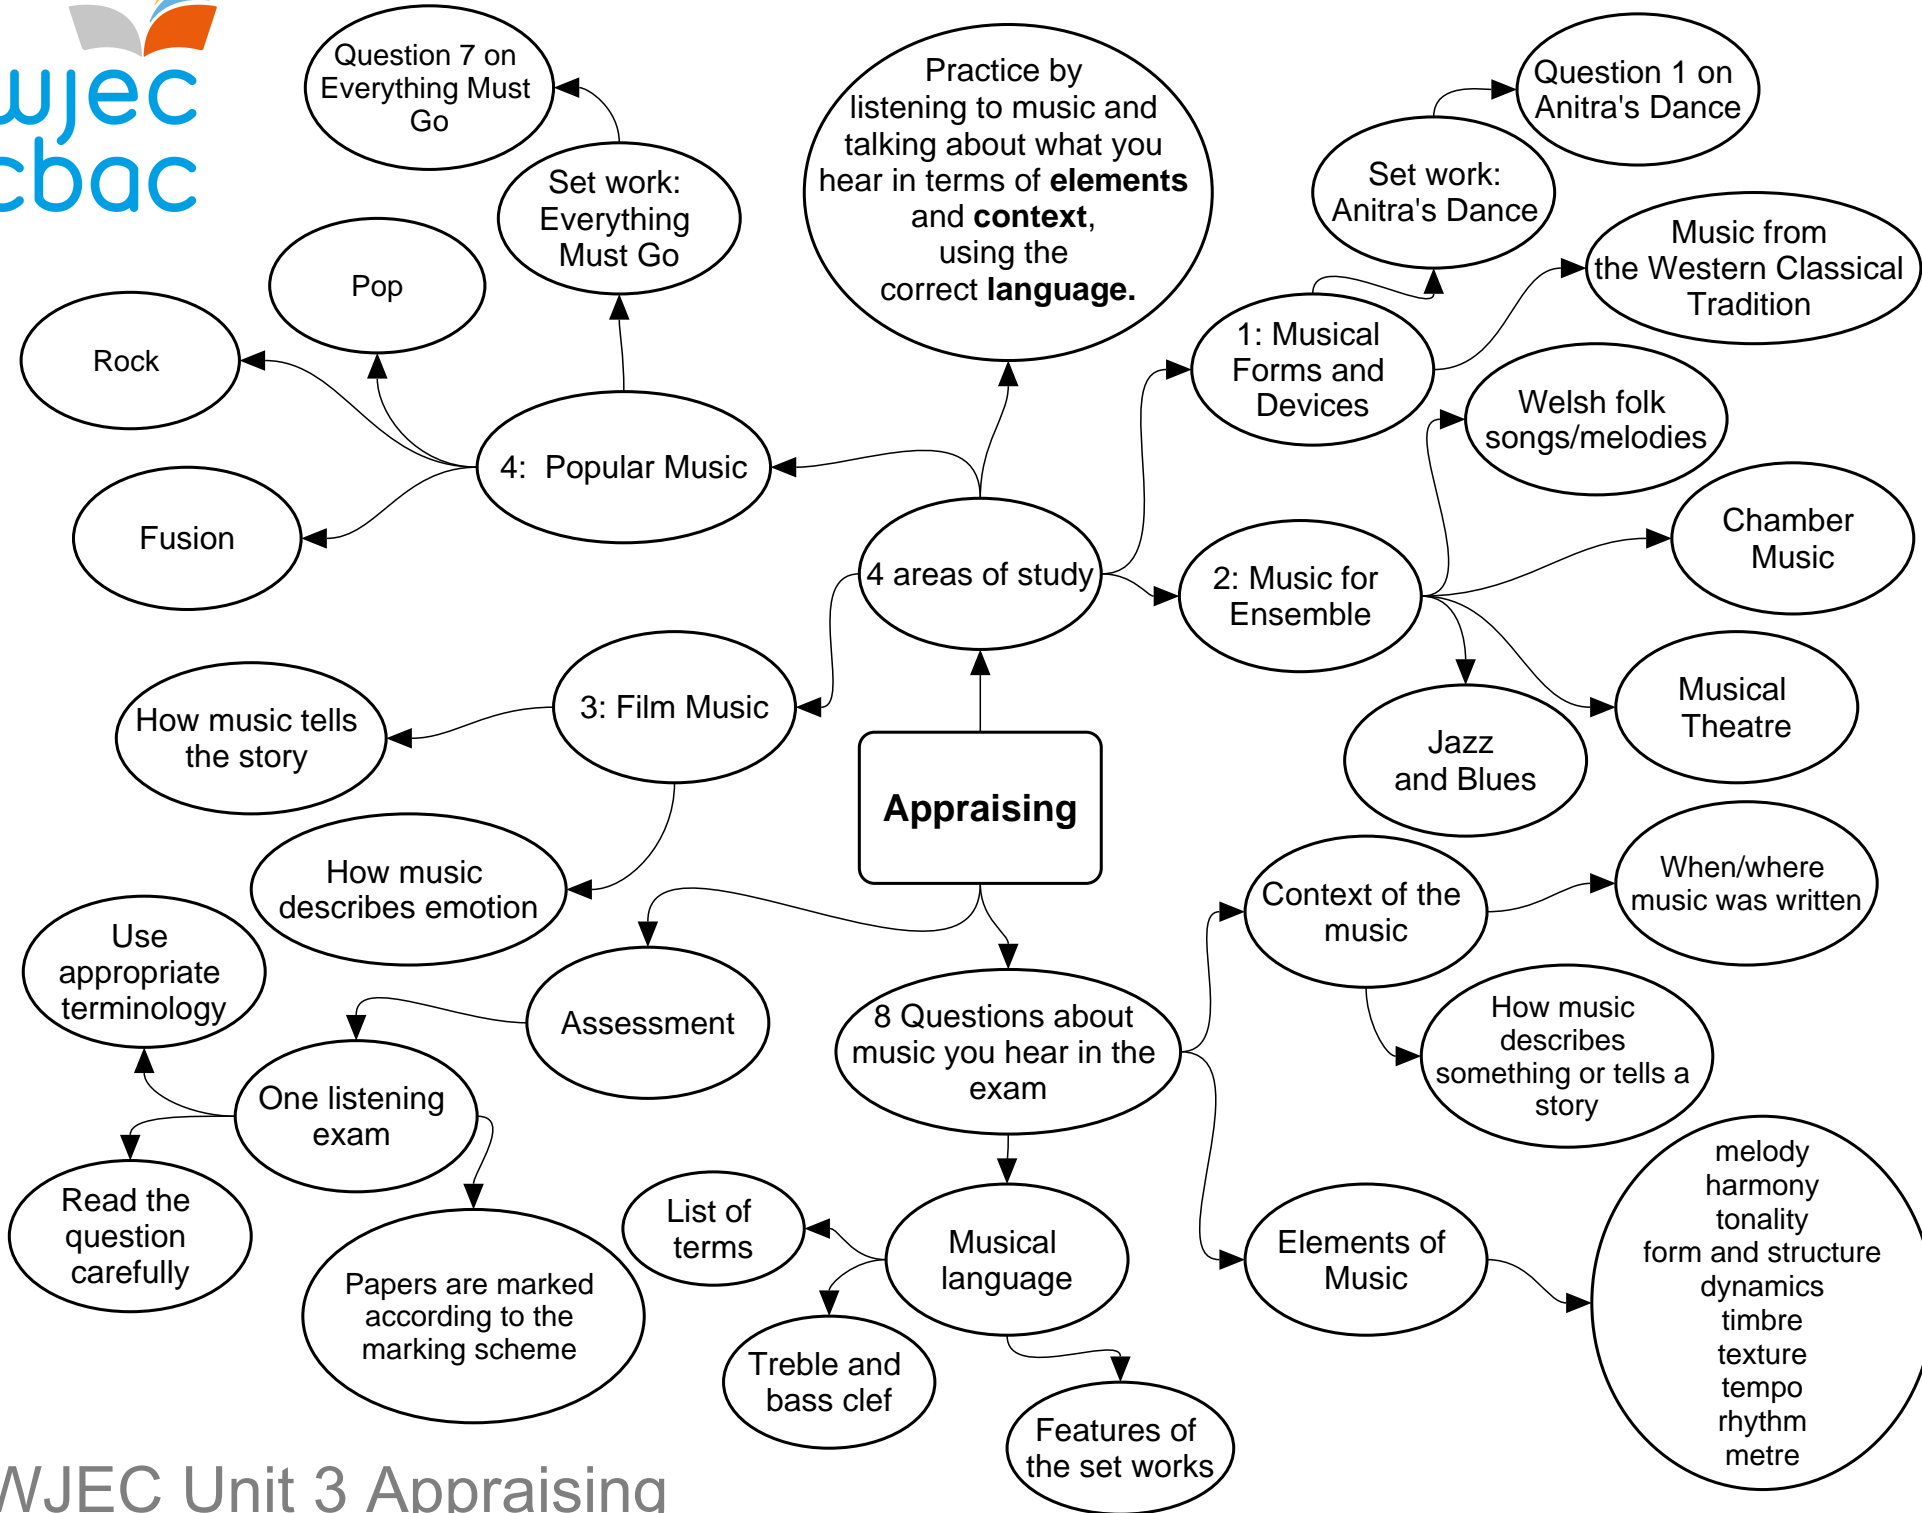 wjec
cbac
Question 7 on
Everything Must
Go
Set work:
Everything
Must Go
Pop
Rock
Fusion
4:  Popular Music
Practice by
listening to music and
talking about what you
hear in terms of elements
and context,
using the
correct language.
Question 1 on
Anitra's Dance
Set work:
Anitra's Dance
Music from
the Western Classical
Tradition
1: Musical
Forms and
Devices
Welsh folk
songs/melodies
Chamber
Music
4 areas of study
2: Music for
Ensemble
Musical
Theatre
Jazz
and Blues
3: Film Music
How music tells
the story
How music
describes emotion
Appraising
Context of the
music
When/where
music was written
How music
describes
something or tells a
story
Use
appropriate
terminology
Assessment
8 Questions about
music you hear in the
exam
One listening
exam
Read the
question
carefully
Papers are marked
according to the
marking scheme
List of
terms
Musical
language
Treble and
bass clef
Features of
the set works
Elements of
Music
melody
harmony
tonality
form and structure
dynamics
timbre
texture
tempo
rhythm
metre
WJEC Unit 3 Appraising